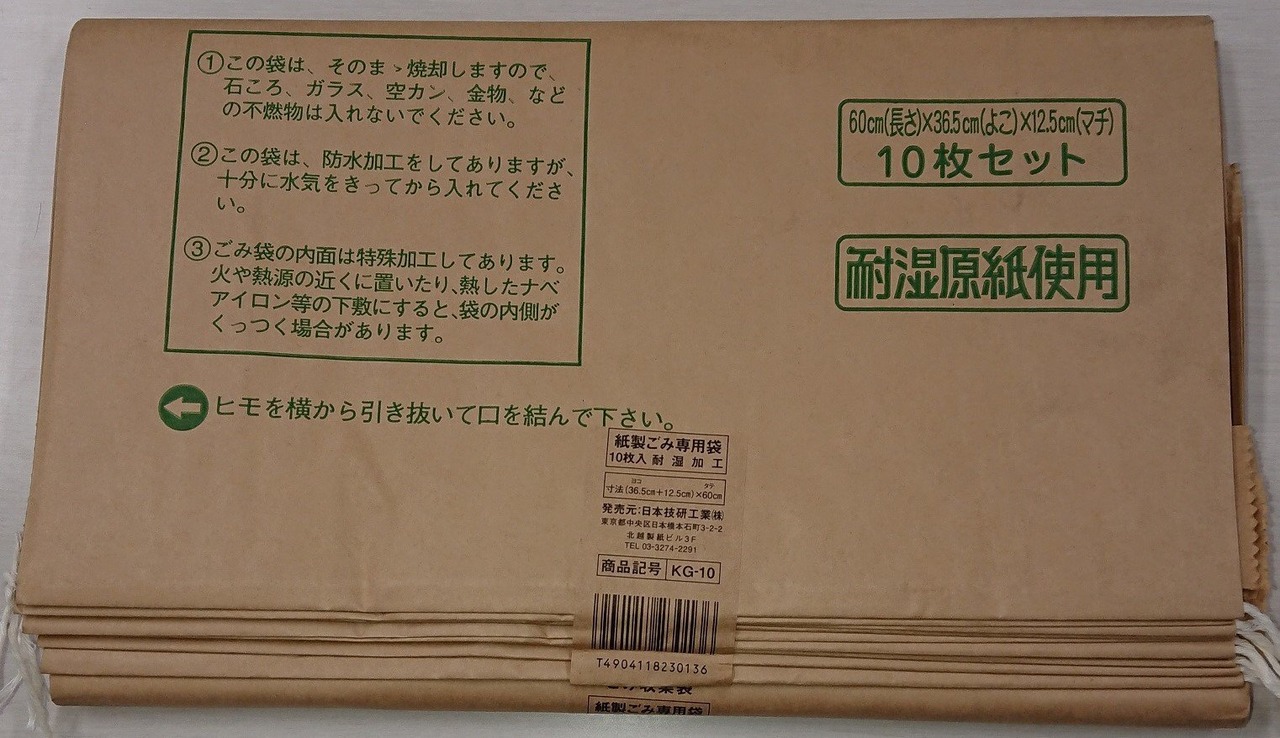 ①この袋は、そのまゝ焼却しますので、
石ころ、ガラス、空カン、金物、など
の不燃物は入れないでください。
②この袋は、防水加工をしてありますが、
十分に水気をきってから入れてくださ
い。
③ごみ袋の内面は特殊加工してあります。
火や熱源の近くに置いたり、熱したナベ
アイロン等の下敷にすると、袋の内側が
くっつく場合があります。
ヒモを横から引き抜いて口を結んで下さい。
60cm(長さ)×36.5cm(よこ)×12.5cm(マチ)
10枚セット
耐湿原紙使用
紙製ごみ専用袋
10枚入 耐湿加工
ヨコ タテ
寸法(36.5cm+12.5cm)×60cm
発売元:日本技研工業㈱
東京都中央区日本橋本石町3-2-2
北越製紙ビル3F
TEL 03-3274-2291
商品記号 KG-10
T4904118230136
ごみ収集袋
紙製ごみ専用袋